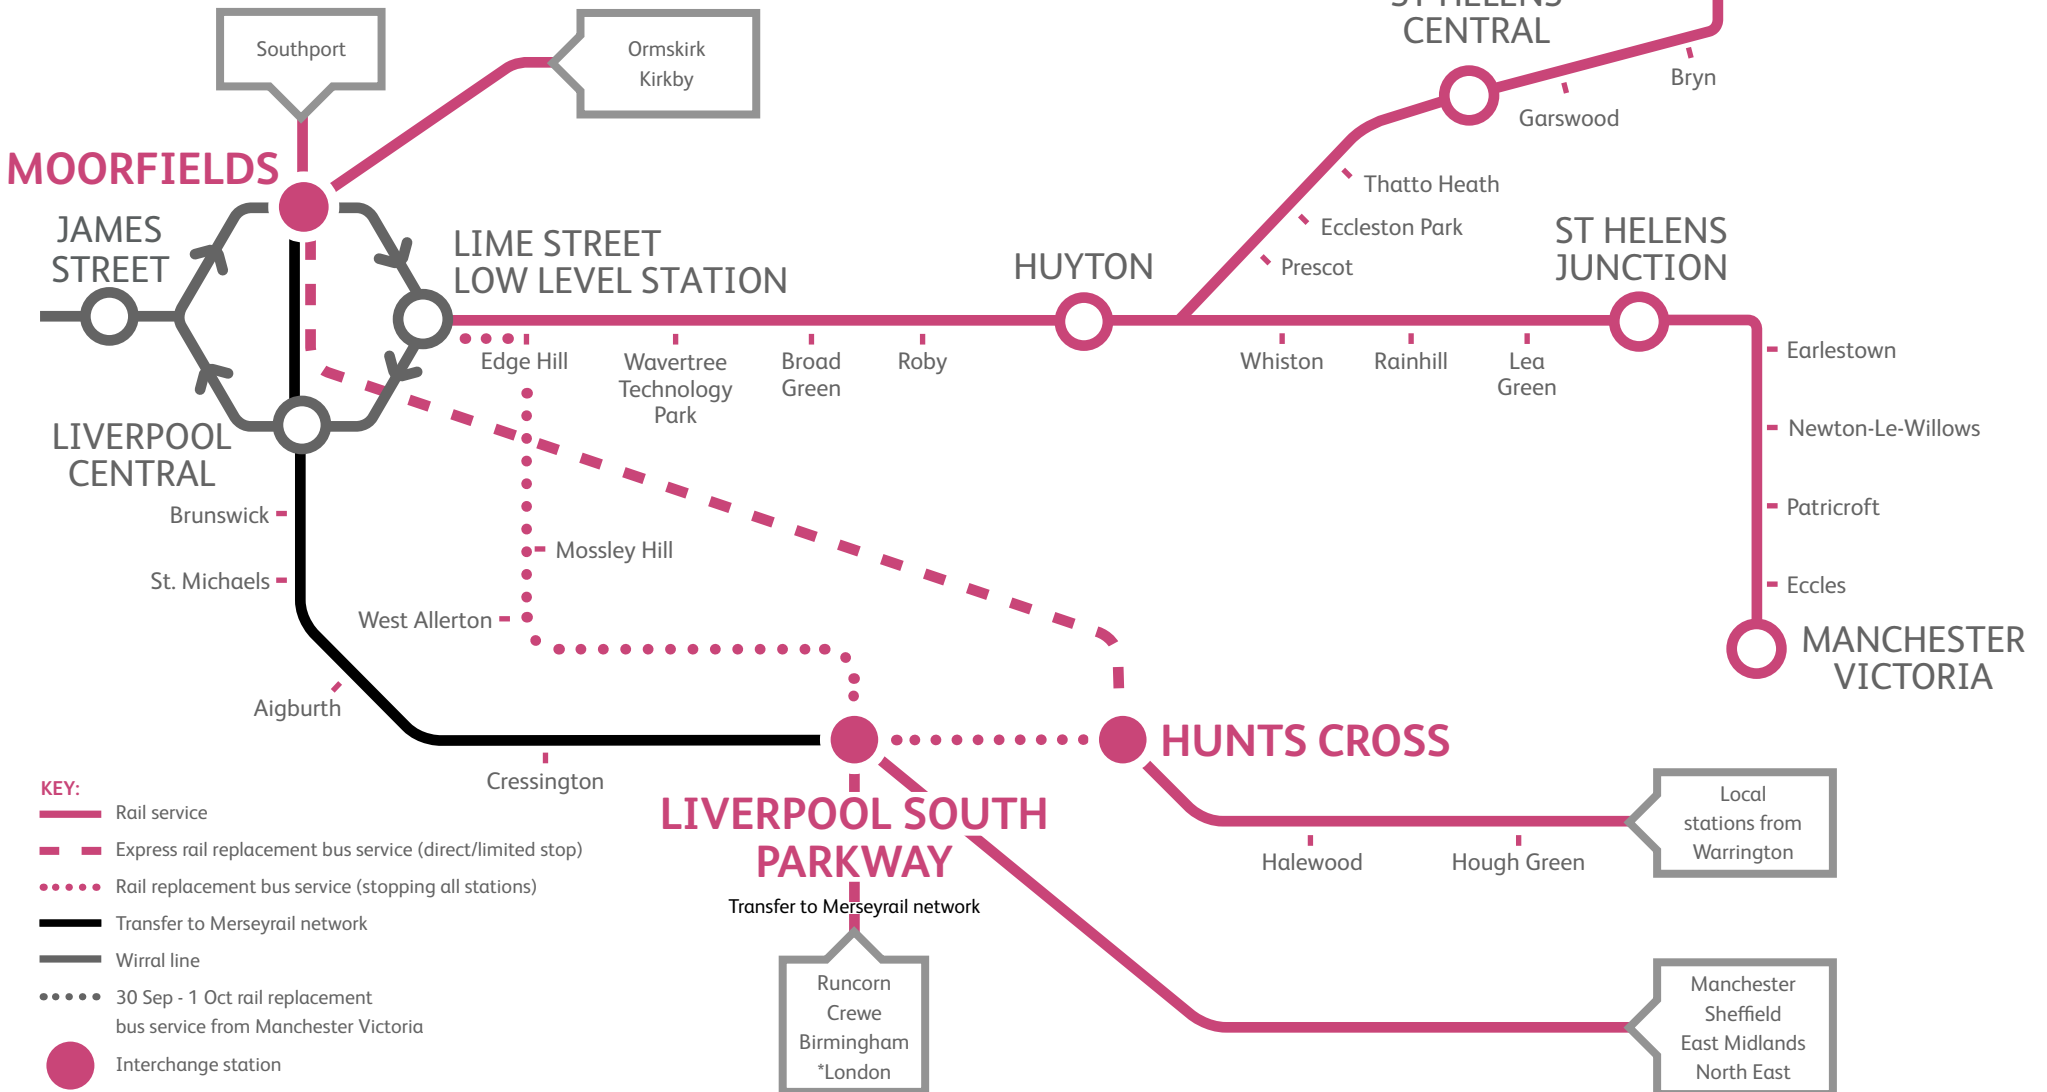 Southport
Ormskirk
Kirkby
ST HELENS
CENTRAL
Bryn
Garswood
MOORFIELDS
Thatto Heath
JAMES
STREET
LIME STREET
LOW LEVEL STATION
HUYTON
Eccleston Park
Prescot
ST HELENS
JUNCTION
Edge Hill
Wavertree
Technology
Park
Broad
Green
Roby
Whiston
Rainhill
Lea
Green
Earlestown
Newton-Le-Willows
Patricroft
Eccles
MANCHESTER
VICTORIA
LIVERPOOL
CENTRAL
Brunswick
St. Michaels
Mossley Hill
West Allerton
Aigburth
Cressington
HUNTS CROSS
LIVERPOOL SOUTH
PARKWAY
Transfer to Merseyrail network
Halewood
Hough Green
Local
stations from
Warrington
Runcorn
Crewe
Birmingham
*London
Manchester
Sheffield
East Midlands
North East
KEY:
Rail service
Express rail replacement bus service (direct/limited stop)
Rail replacement bus service (stopping all stations)
Transfer to Merseyrail network
Wirral line
30 Sep - 1 Oct rail replacement
bus service from Manchester Victoria
Interchange station